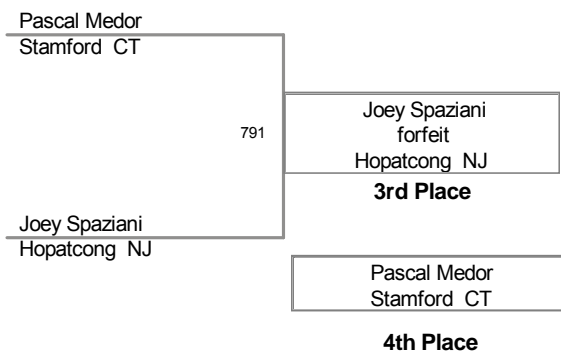 Pascal Medor
Stamford CT
791
Joey Spaziani
forfeit
Hopatcong NJ
3rd Place
Joey Spaziani
Hopatcong NJ
Pascal Medor
Stamford CT
4th Place